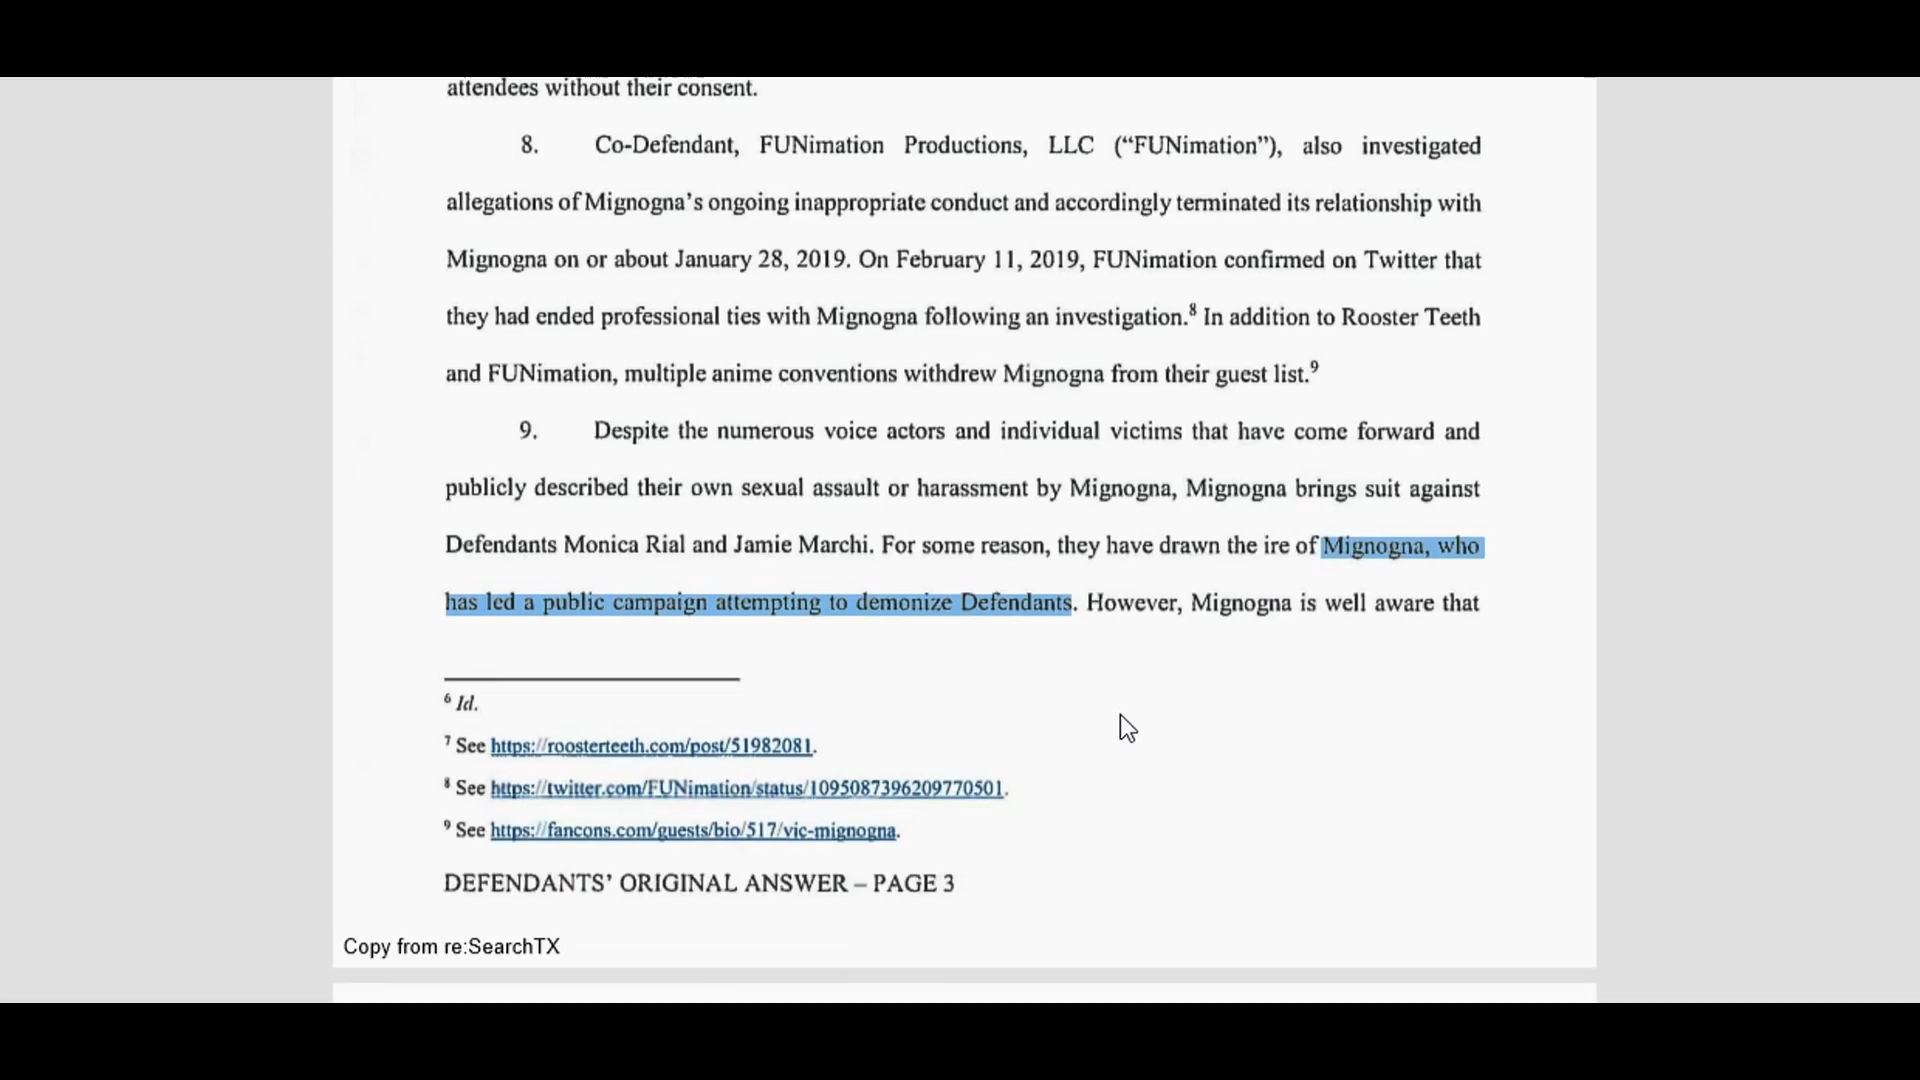 attendees without their consent.
8. Co-Defendant, FUNimation Productions, LLC (“FUNimation”), also investigated
allegations of Mignogna’s ongoing inappropriate conduct and accordingly terminated its relationship with
Mignogna on or about January 28, 2019. On February 11, 2019, FUNimation confirmed on Twitter that
they had ended professional ties with Mignogna following an investigation.⁸ In addition to Rooster Teeth
and FUNimation, multiple anime conventions withdrew Mignogna from their guest list.⁹
9. Despite the numerous voice actors and individual victims that have come forward and
publicly described their own sexual assault or harassment by Mignogna, Mignogna brings suit against
Defendants Monica Rial and Jamie Marchi. For some reason, they have drawn the ire of Mignogna, who
has led a public campaign attempting to demonize Defendants. However, Mignogna is well aware that
⁶ Id.
⁷ See https://roosterteeth.com/post/51982081.
⁸ See https://twitter.com/FUNimation/status/1095087396209770501.
⁹ See https://fancons.com/guests/bio/517/vic-mignogna.
DEFENDANTS’ ORIGINAL ANSWER – PAGE 3
Copy from re:SearchTX